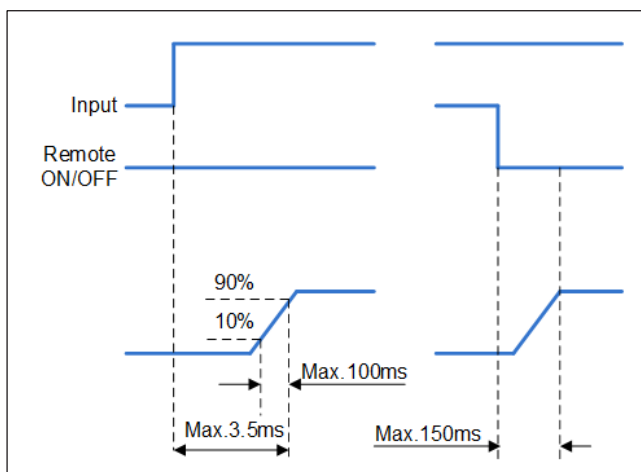 Input
Remote
ON/OFF
90%
10%
Max.100ms
Max.3.5ms
Max.150ms